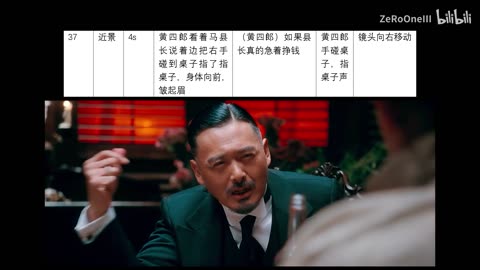 ZeRoOneIII bilibili
37 近景 4s 黄四郎看着马县 （黄四郎）如果县 黄四郎 镜头向右移动
长说着边把右手 长真的急着挣钱 手碰桌
碰到桌子指了指 子，指
桌子，身体向前， 桌子声
皱起眉